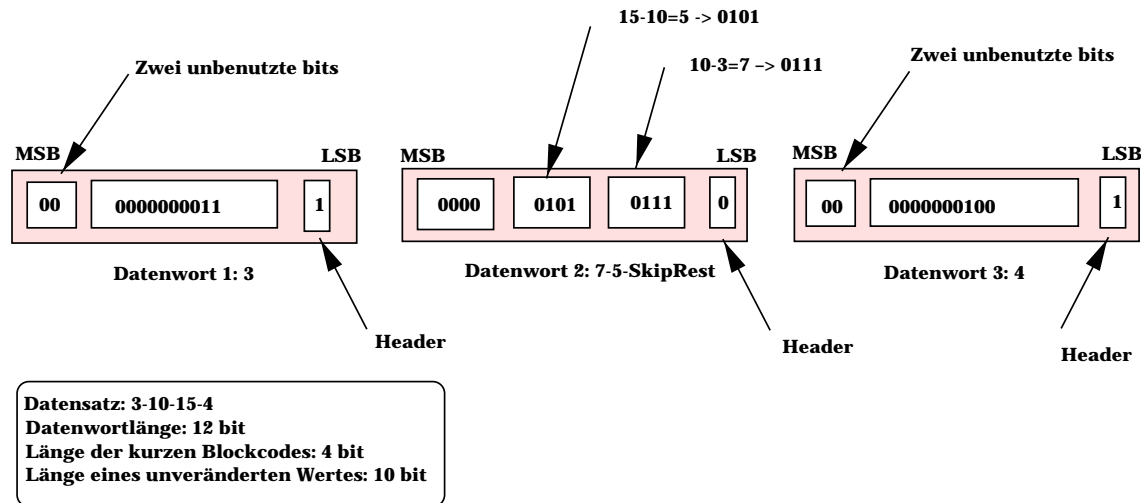 15-10=5 -> 0101
10-3=7 –> 0111
Zwei unbenutzte bits
Zwei unbenutzte bits
MSB
LSB
MSB
LSB
MSB
LSB
00
0000000011
1
0000
0101
0111
0
00
0000000100
1
Datenwort 1: 3
Datenwort 2: 7-5-SkipRest
Datenwort 3: 4
Header
Header
Header
Datensatz: 3-10-15-4
Datenwortlänge: 12 bit
Länge der kurzen Blockcodes: 4 bit
Länge eines unveränderten Wertes: 10 bit